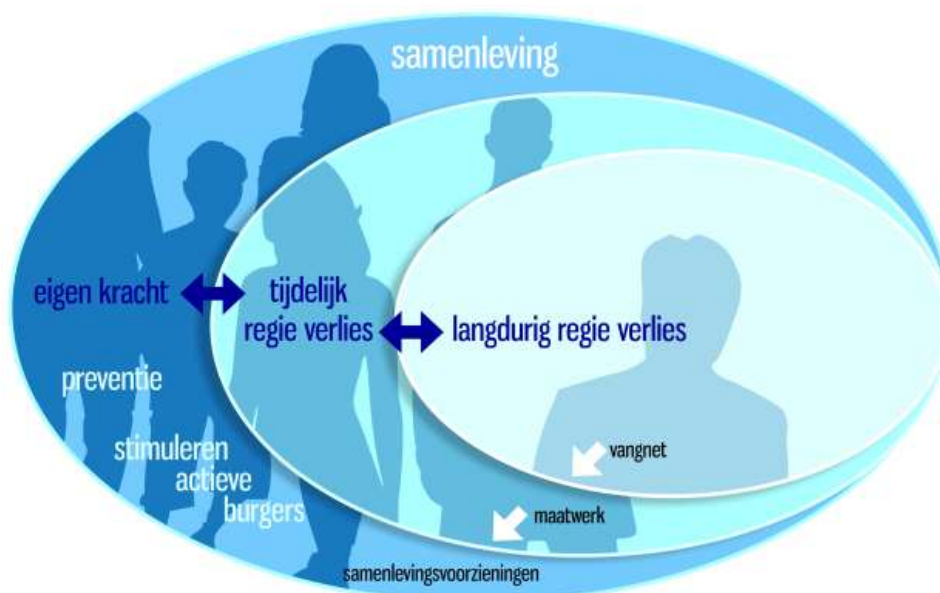 samenleving
eigen kracht
tijdelijk
regie verlies
langdurig regie verlies
preventie
stimuleren
actieve
burgers
vangnet
maatwerk
samenlevingsvoorzieningen